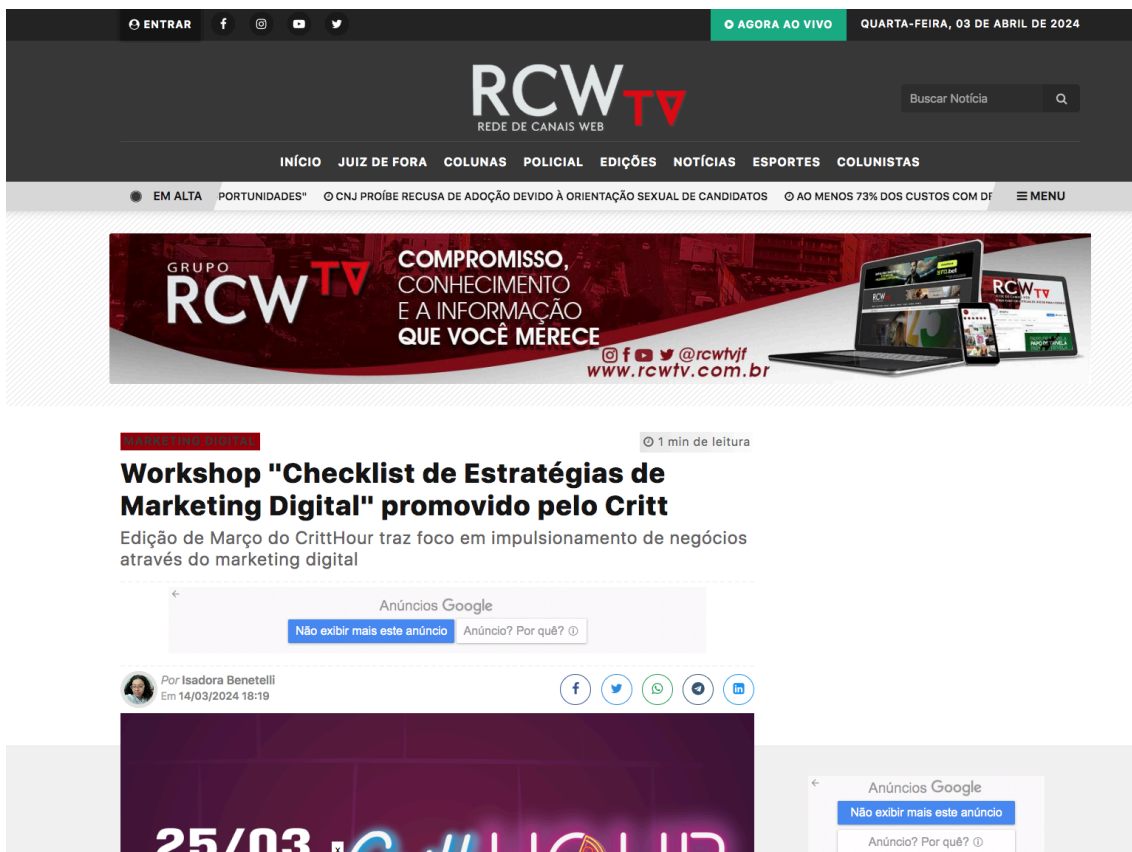 ENTRAR
AGORA AO VIVO
QUARTA-FEIRA, 03 DE ABRIL DE 2024
RCWTV
REDE DE CANAIS WEB
Buscar Notícia
INÍCIO JUIZ DE FORA COLUNAS POLICIAL EDIÇÕES NOTÍCIAS ESPORTES COLUNISTAS
EM ALTA PORTUNIDADES" CNJ PROÍBE RECUSA DE ADOÇÃO DEVIDO À ORIENTAÇÃO SEXUAL DE CANDIDATOS AO MENOS 73% DOS CUSTOS COM MENU
GRUPO
RCWTV
COMPROMISSO,
CONHECIMENTO
E A INFORMAÇÃO
QUE VOCÊ MERECE
@rcwtvjf
www.rcwtv.com.br
RCWTV
MARKETING DIGITAL
1 min de leitura
Workshop "Checklist de Estratégias de
Marketing Digital" promovido pelo Critt
Edição de Março do CrittHour traz foco em impulsionamento de negócios
através do marketing digital
Anúncios Google
Não exibir mais este anúncio Anúncio? Por quê?
Por Isadora Benetelli
Em 14/03/2024 18:19
25/03
Anúncios Google
Não exibir mais este anúncio
Anúncio? Por quê?